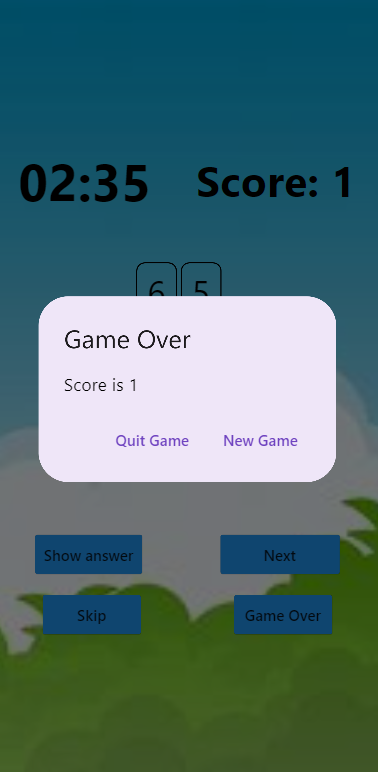 02:35 Score: 1
6 5
Game Over
Score is 1
Quit Game New Game
Show answer Next
Skip Game Over